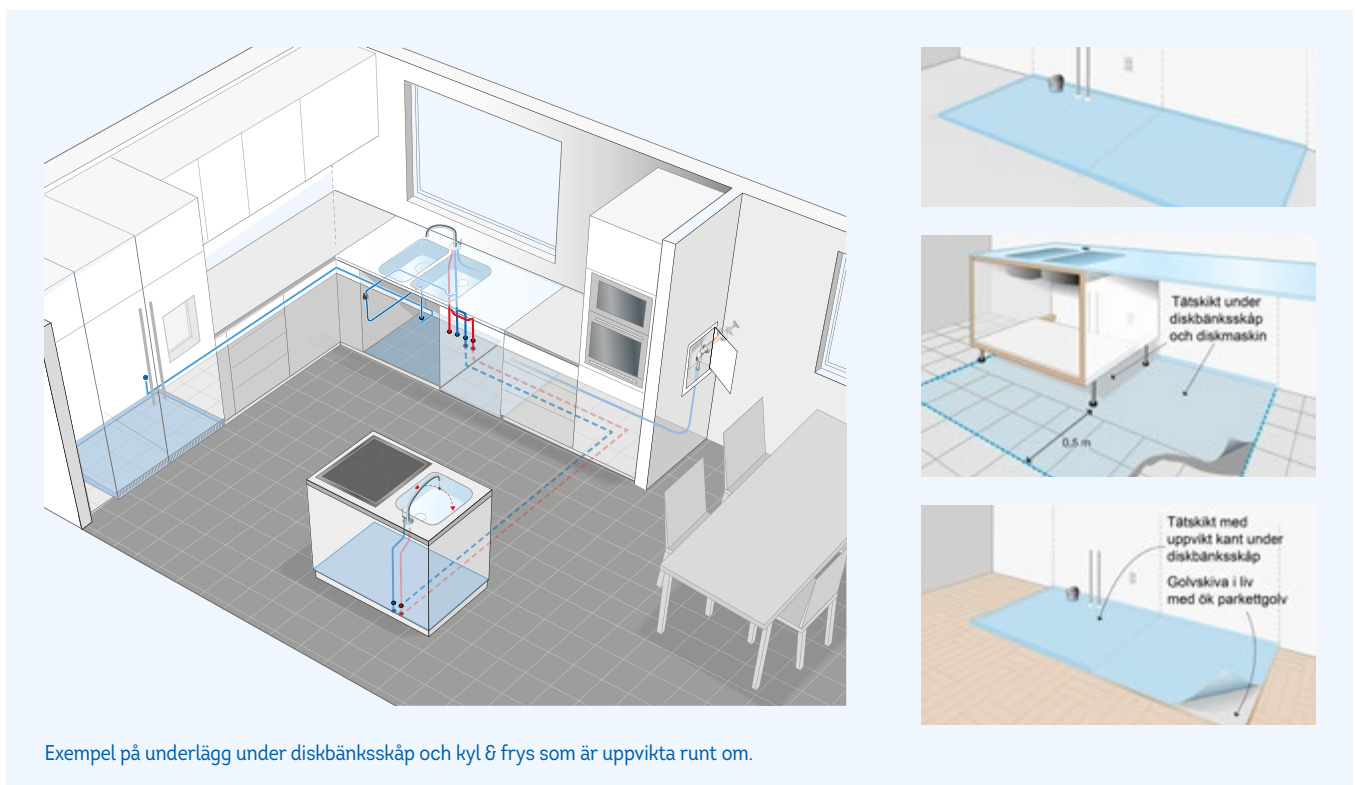 Tätskikt under
diskbänksskåp
och diskmaskin
0,5 m
Tätskikt med
uppvikt kant under
diskbänksskåp
Golvskiva i liv
med ök parkettgolv
Exempel på underlägg under diskbänksskåp och kyl & frys som är uppvikta runt om.